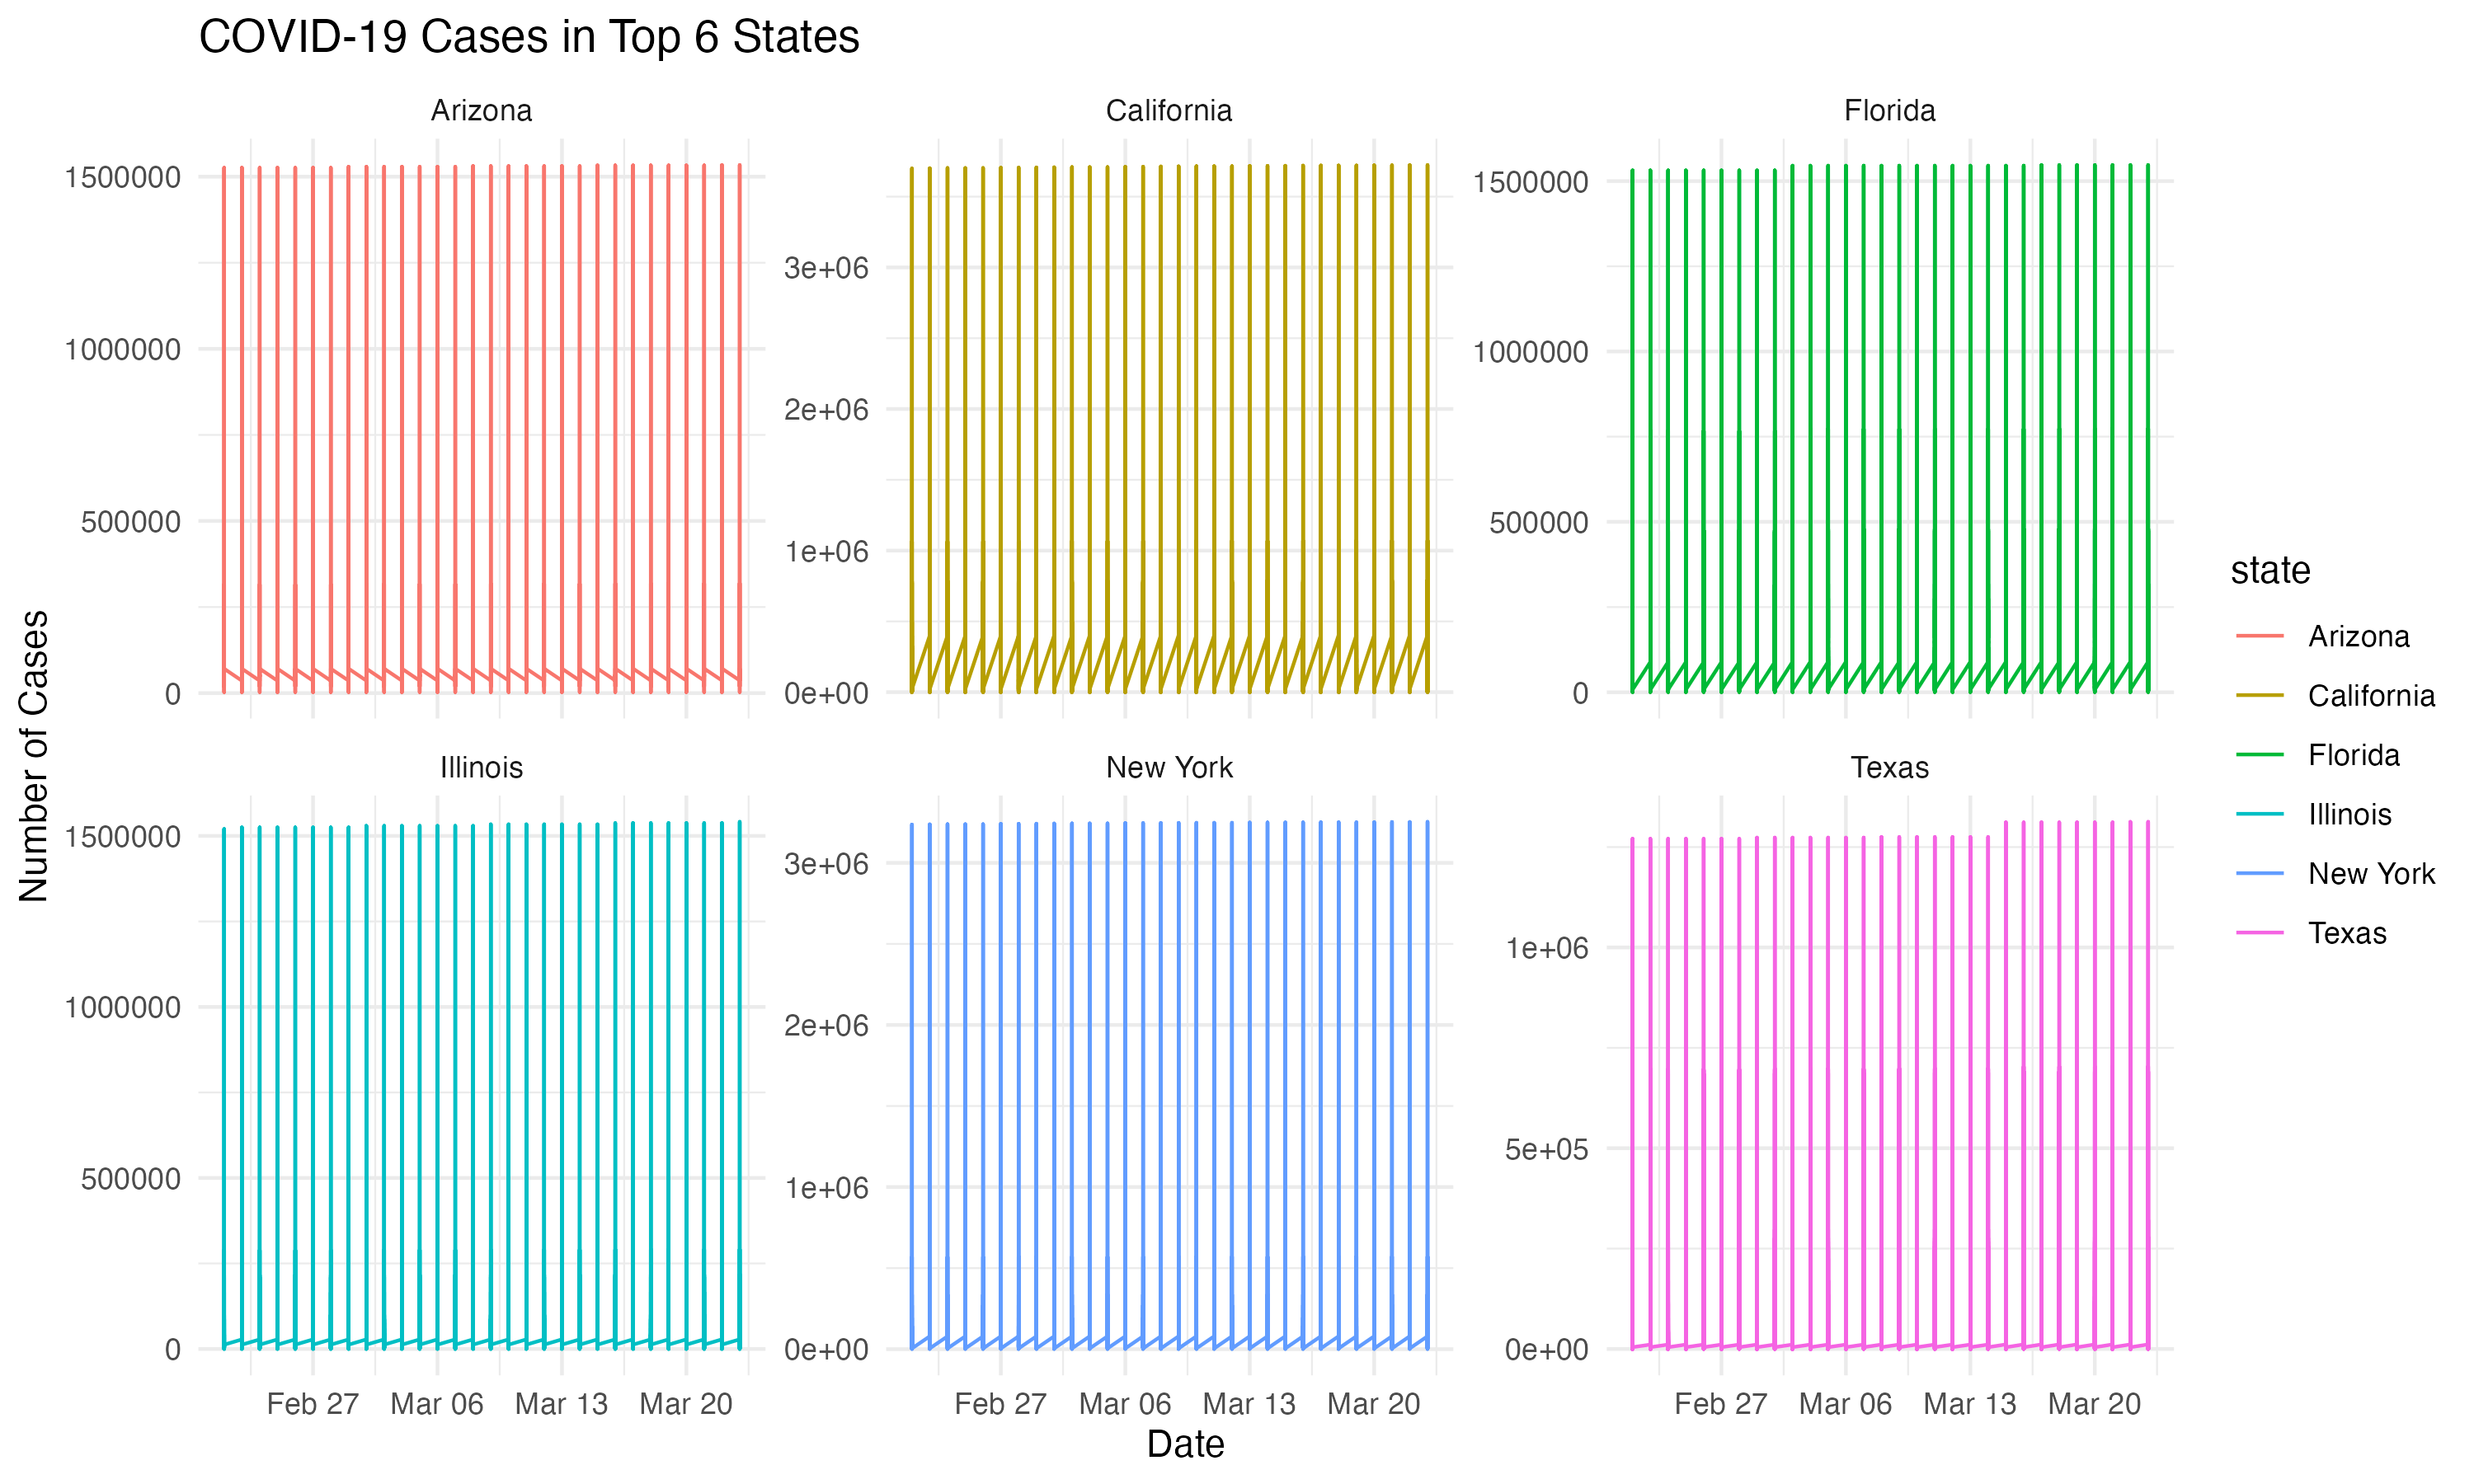 COVID-19 Cases in Top 6 States
Arizona
California
Florida
1500000
1000000
500000
0
3e+06
2e+06
1e+06
0e+00
1500000
1000000
500000
0
Number of Cases
Illinois
New York
Texas
1500000
1000000
500000
0
3e+06
2e+06
1e+06
0e+00
1e+06
5e+05
0e+00
Feb 27 Mar 06 Mar 13 Mar 20
Feb 27 Mar 06 Mar 13 Mar 20
Feb 27 Mar 06 Mar 13 Mar 20
Date
state
Arizona
California
Florida
Illinois
New York
Texas